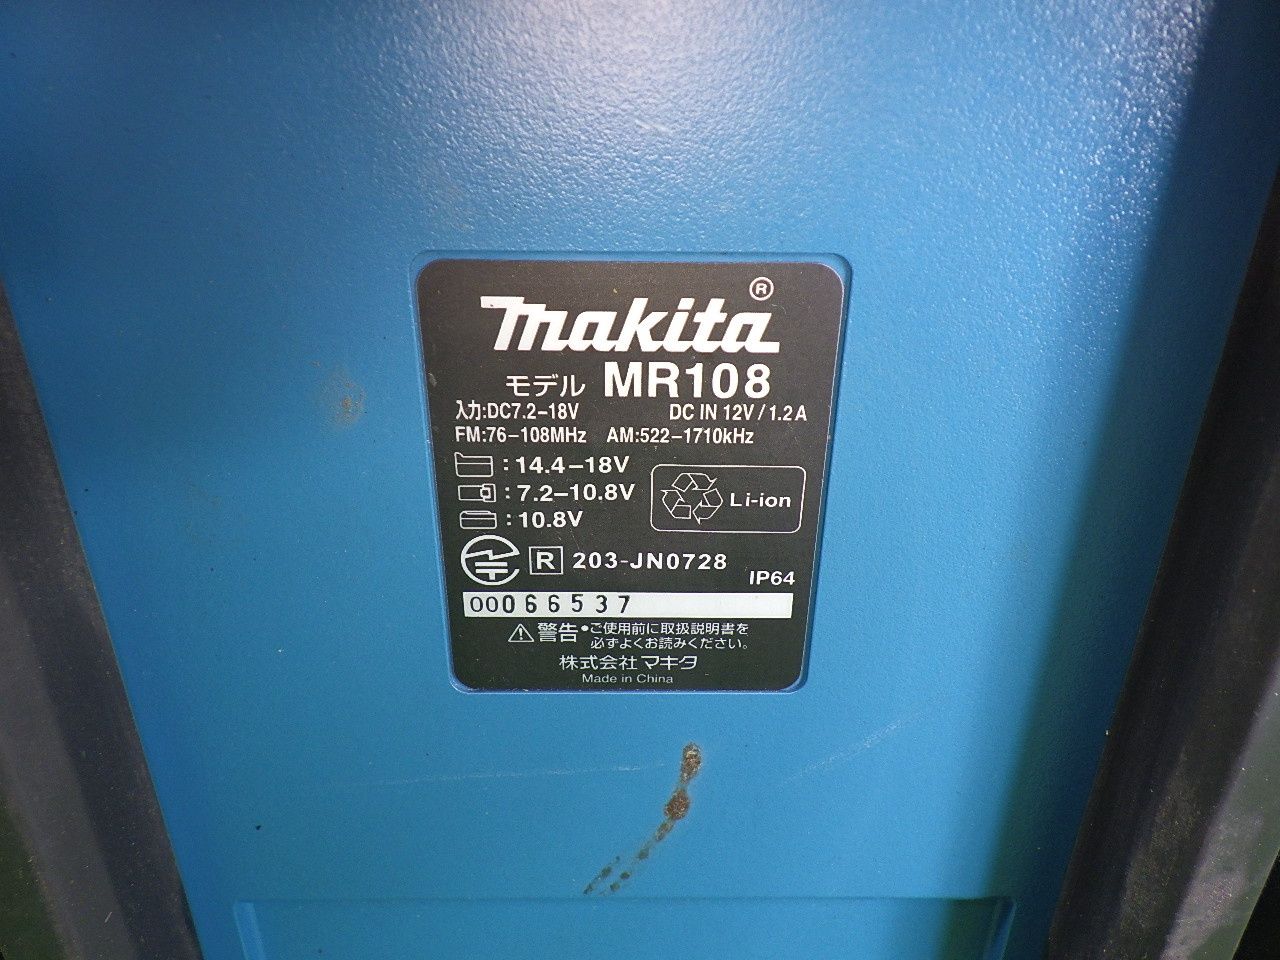 makita®
モデル MR108
入力:DC7.2-18V DC IN 12V/1.2A
FM:76-108MHz AM:522-1710kHz
:14.4-18V
:7.2-10.8V
Li-ion
:10.8V
R 203-JN0728
IP64
00066537
⚠警告•ご使用前に取扱説明書を
必ずよくお読みください。
株式会社マキタ
Made in China